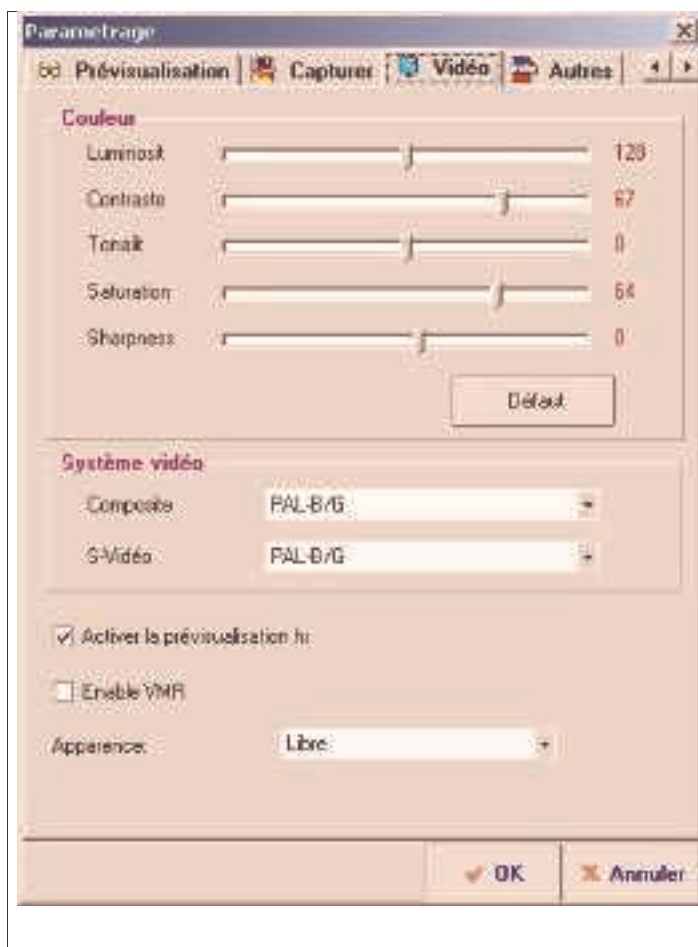 Parametrage
Prévisualisation Capturer Vidéo Autres
Couleur
Luminosit 128
Contraste 67
Tonalit 0
Saturation 64
Sharpness 0
Défaut
Système vidéo
Composite PAL-B/G
S-Vidéo PAL-B/G
Activer la prévisualisation
Enable VMR
Apparence: Libre
OK Annuler